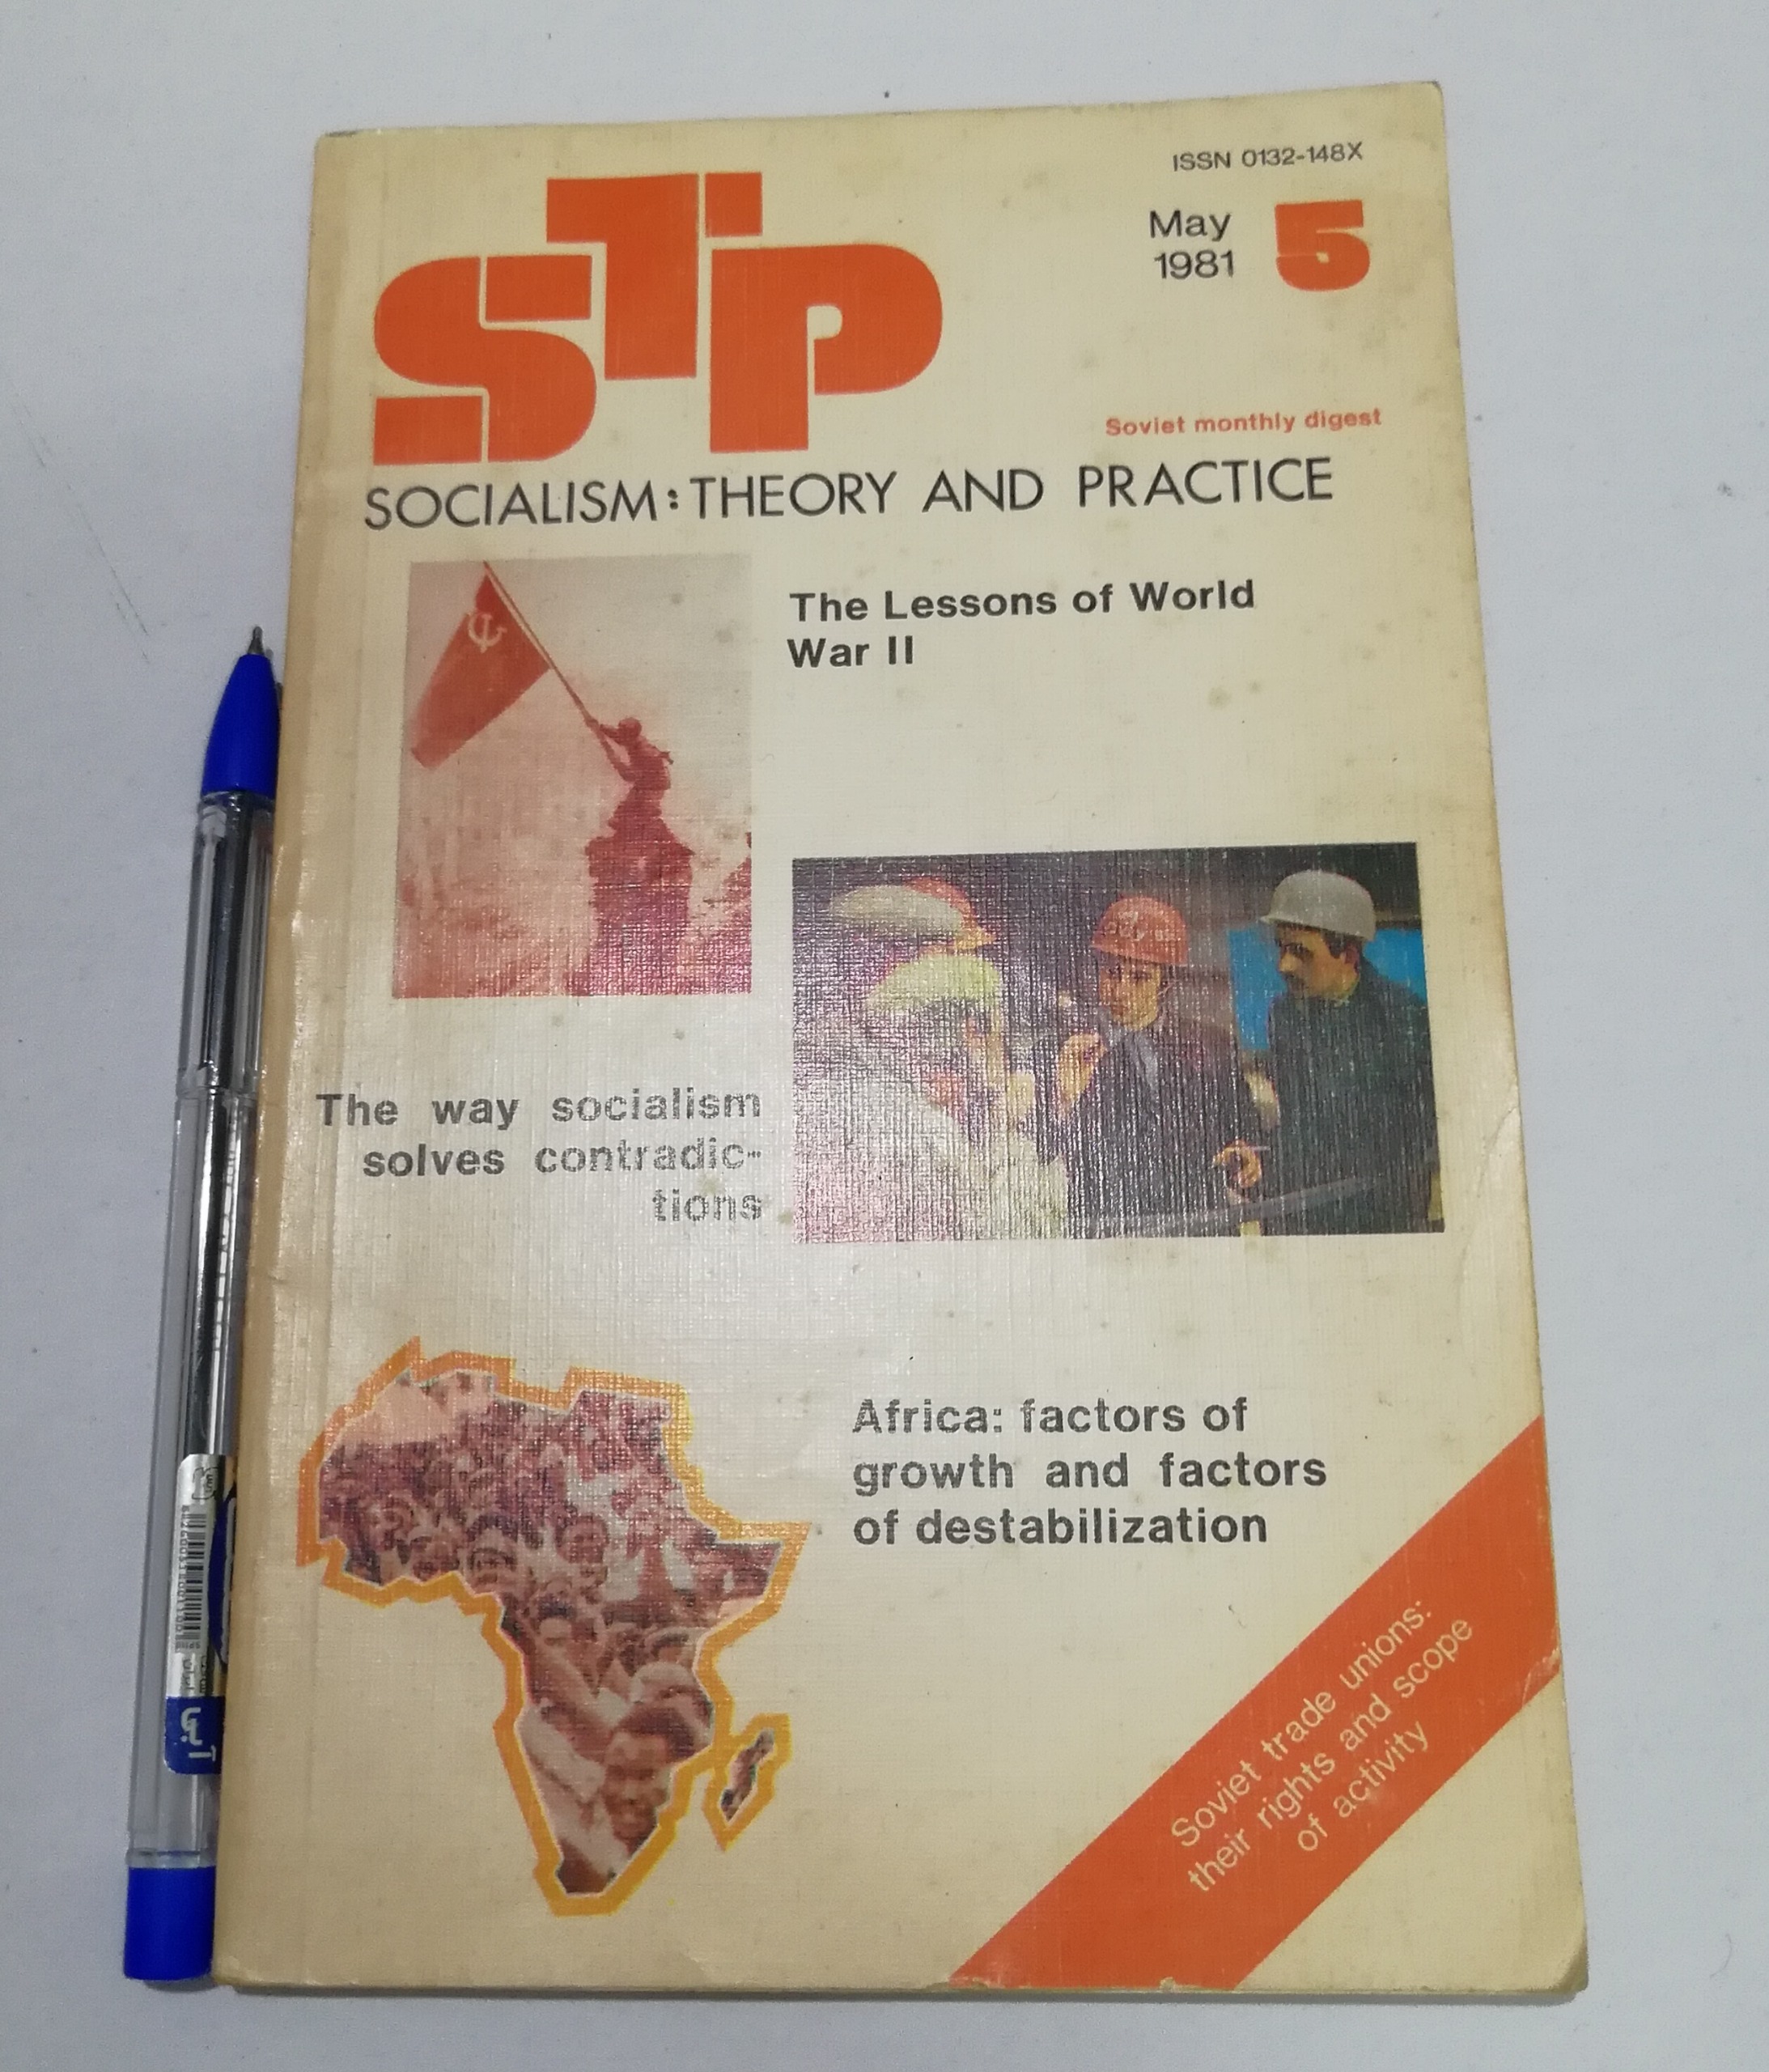 ISSN 0132-148X
STP
May
1981
5
Soviet monthly digest
SOCIALISM: THEORY AND PRACTICE
The Lessons of World
War II
The way socialism
solves contradic-
tions
Africa: factors of
growth and factors
of destabilization
Soviet trade unions:
their rights and scope
of activity